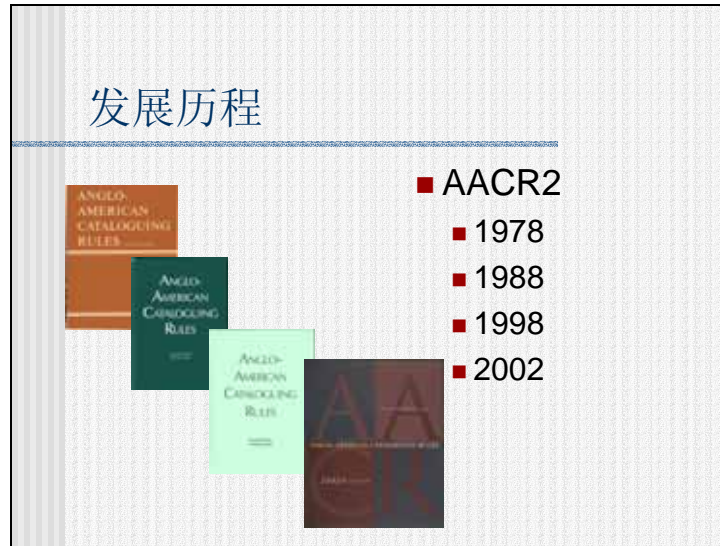 发展历程
ANGLO-
AMERICAN
CATALOGUING
RULES
ANGLO-
AMERICAN
CATALOGUING
RULES
ANGLO-
AMERICAN
CATALOGUING
RULES
AACR
■ AACR2
■ 1978
■ 1988
■ 1998
■ 2002